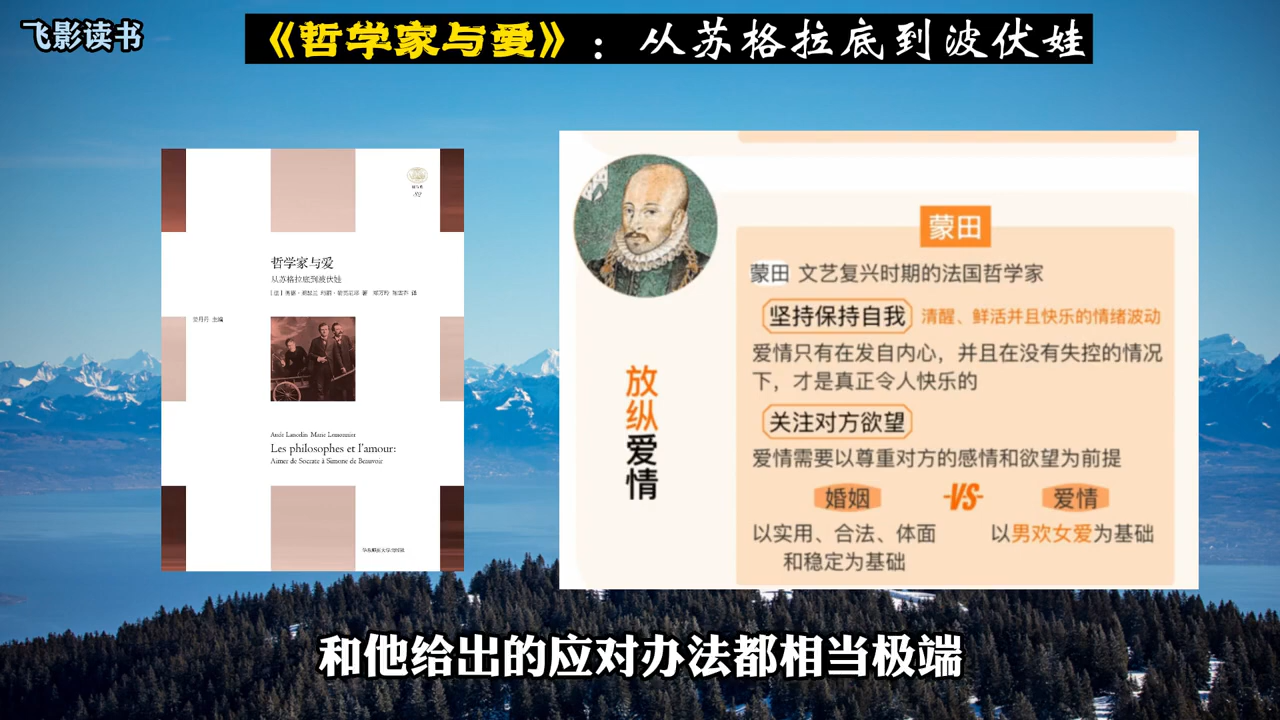 飞影读书
《哲学家与爱》：从苏格拉底到波伏娃
哲学家与爱
从苏格拉底到波伏娃
Aude Lancelin Marie Lemonnier
Les philosophes et l'amour:
Aimer de Socrate à Simone de Beauvoir
华东师范大学出版社
蒙田
蒙田 文艺复兴时期的法国哲学家
坚持保持自我 清醒、鲜活并且快乐的情绪波动
爱情只有在发自内心，并且在没有失控的情况
下，才是真正令人快乐的
关注对方欲望
爱情需要以尊重对方的感情和欲望为前提
放纵爱情
婚姻 VS 爱情
以实用、合法、体面
和稳定为基础
以男欢女爱为基础
和他给出的应对办法都相当极端